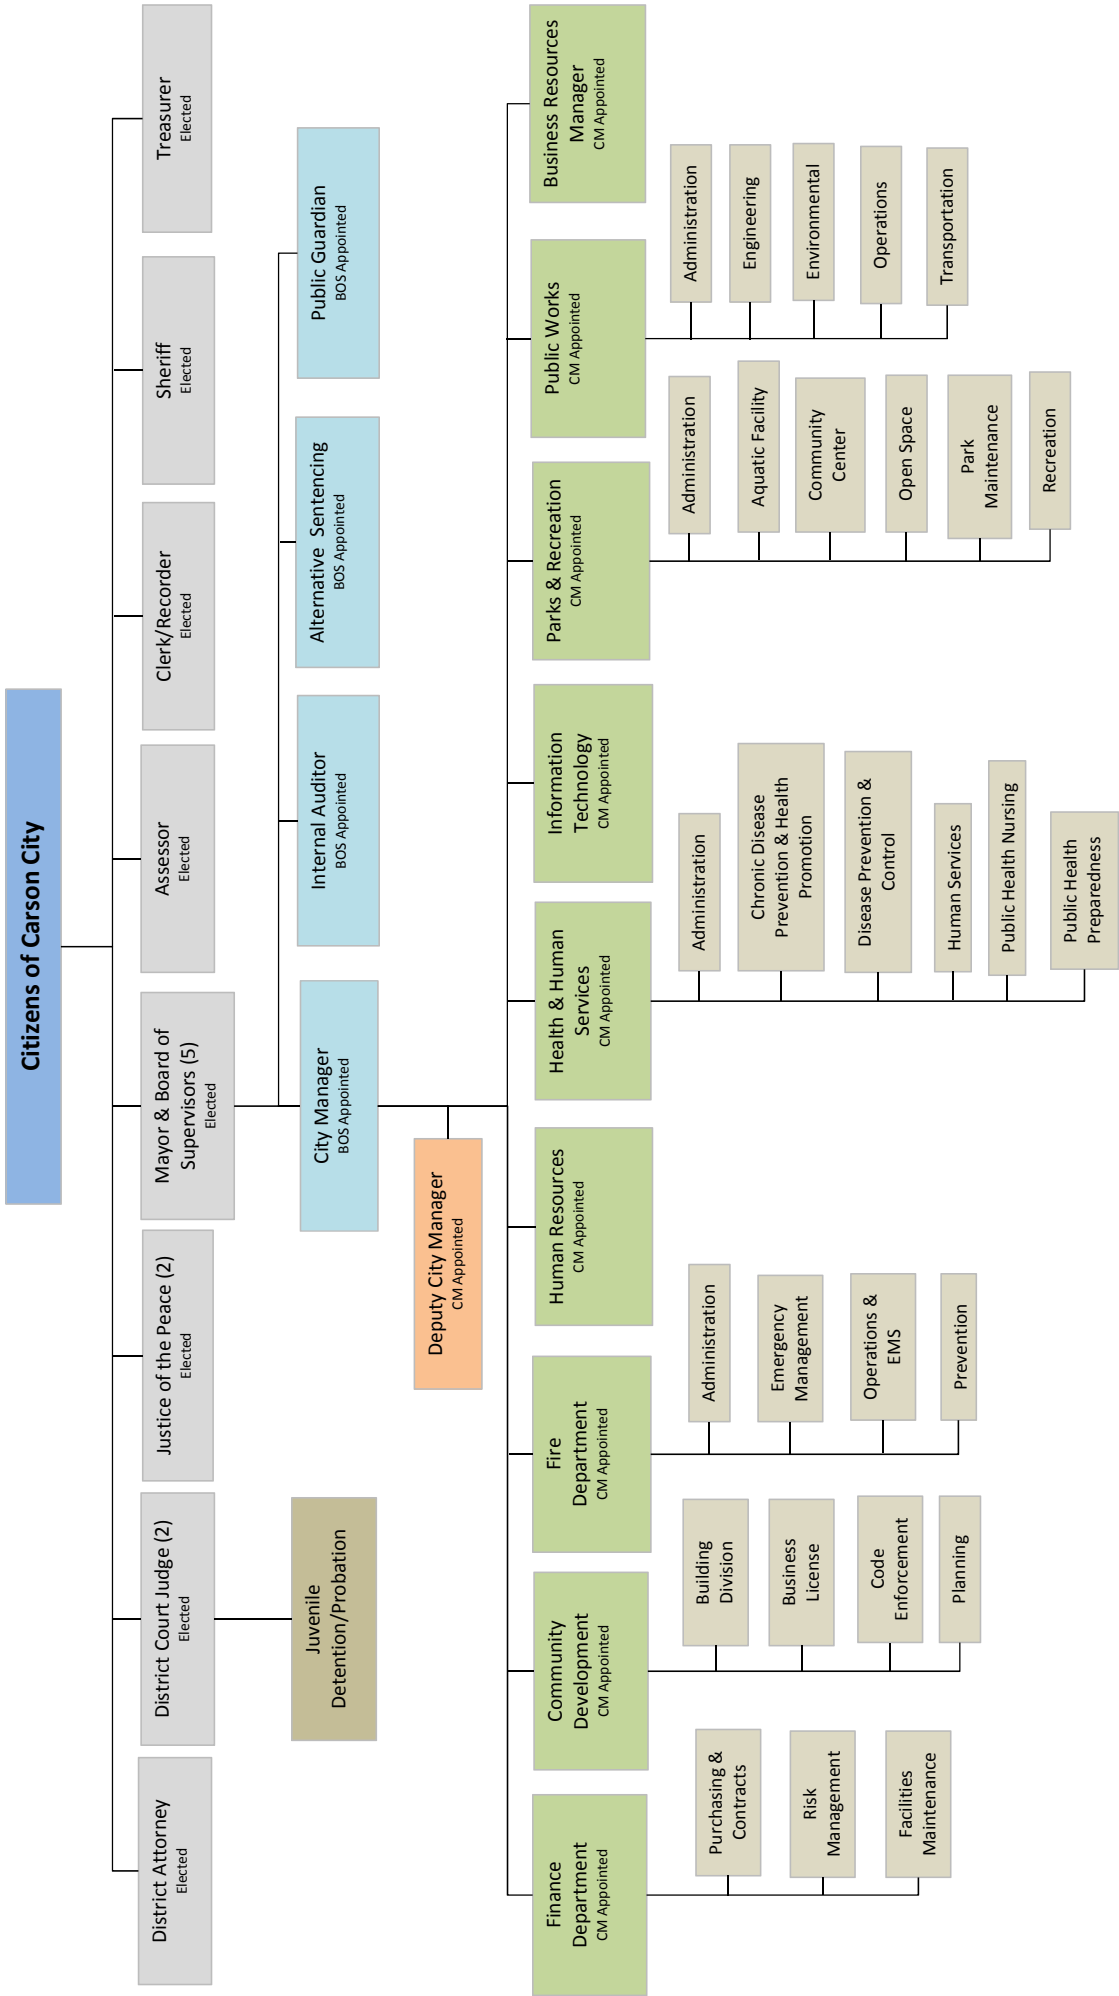 Citizens of Carson City
District Attorney
Elected
District Court Judge (2)
Elected
Justice of the Peace (2)
Elected
Mayor & Board of
Supervisors (5)
Elected
Assessor
Elected
Clerk/Recorder
Elected
Sheriff
Elected
Treasurer
Elected
Juvenile
Detention/Probation
City Manager
BOS Appointed
Internal Auditor
BOS Appointed
Alternative Sentencing
BOS Appointed
Public Guardian
BOS Appointed
Deputy City Manager
CM Appointed
Finance
Department
CM Appointed
Community
Development
CM Appointed
Fire
Department
CM Appointed
Human Resources
CM Appointed
Health & Human
Services
CM Appointed
Information
Technology
CM Appointed
Parks & Recreation
CM Appointed
Public Works
CM Appointed
Business Resources
Manager
CM Appointed
Purchasing &
Contracts
Risk
Management
Facilities
Maintenance
Building
Division
Business
License
Code
Enforcement
Planning
Administration
Emergency
Management
Operations &
EMS
Prevention
Administration
Chronic Disease
Prevention & Health
Promotion
Disease Prevention &
Control
Human Services
Public Health Nursing
Public Health
Preparedness
Administration
Aquatic Facility
Community
Center
Open Space
Park
Maintenance
Recreation
Administration
Engineering
Environmental
Operations
Transportation